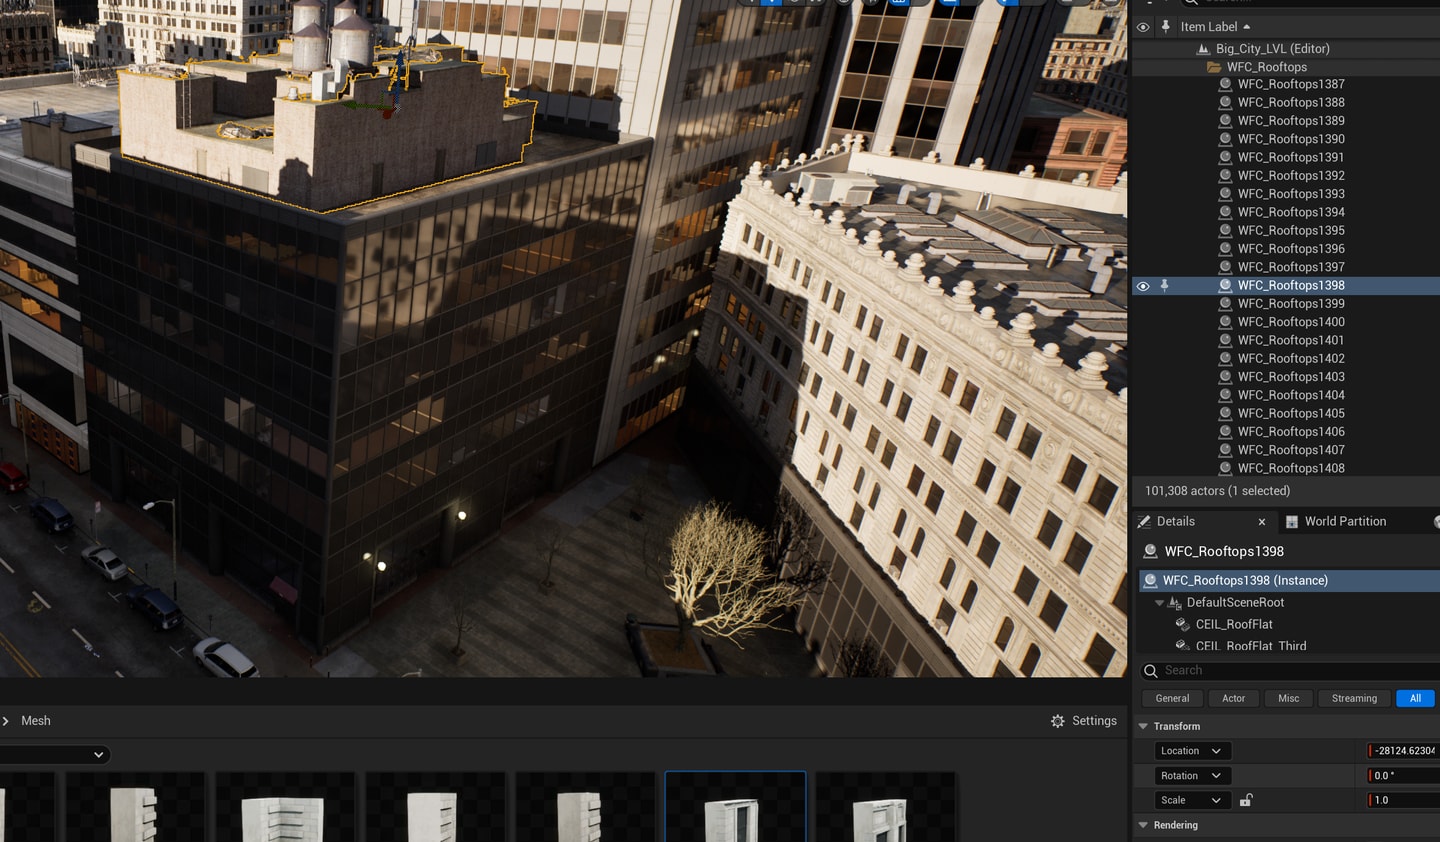 Item Label
Big_City_LVL (Editor)
WFC_Rooftops
WFC_Rooftops1387
WFC_Rooftops1388
WFC_Rooftops1389
WFC_Rooftops1390
WFC_Rooftops1391
WFC_Rooftops1392
WFC_Rooftops1393
WFC_Rooftops1394
WFC_Rooftops1395
WFC_Rooftops1396
WFC_Rooftops1397
WFC_Rooftops1398
WFC_Rooftops1399
WFC_Rooftops1400
WFC_Rooftops1401
WFC_Rooftops1402
WFC_Rooftops1403
WFC_Rooftops1404
WFC_Rooftops1405
WFC_Rooftops1406
WFC_Rooftops1407
WFC_Rooftops1408
101,308 actors (1 selected)
Details World Partition
WFC_Rooftops1398
WFC_Rooftops1398 (Instance)
DefaultSceneRoot
CEIL_RoofFlat
CEIL_RoofFlat_Third
Search
General Actor Misc Streaming All
Transform
Location -28124.62304
Rotation 0.0 °
Scale 1.0
Rendering
Mesh Settings